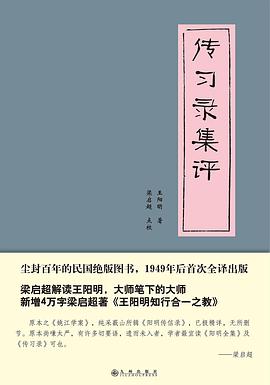 传习录集评
王阳明 著
梁启超 点校
尘封百年的民国绝版图书，1949年后首次全译出版
梁启超解读王阳明，大师笔下的大师
新增4万字梁启超著《王阳明知行合一之教》
原本之《姚江学案》，纯采蕺山所辑《阳明传信录》，已极精详，无所删
节。原本尚嫌太严，有许多切要语，遗而未入者，学者最宜读《阳明全集》及
《传习录》可也。
——梁启超
九州出版社